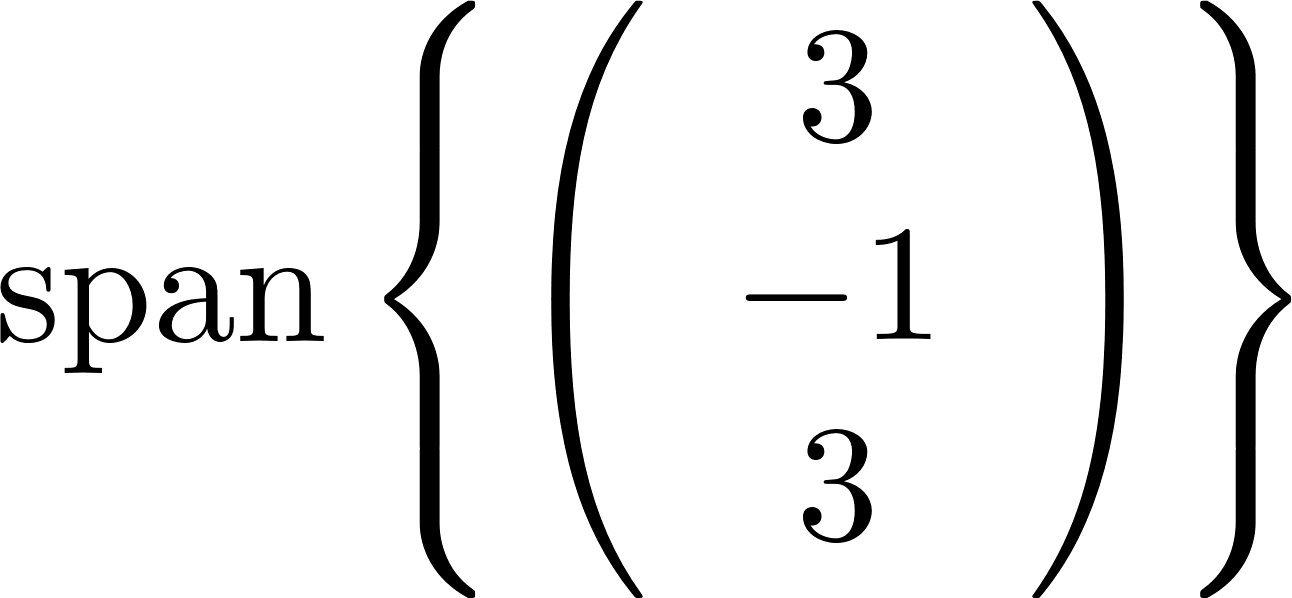 span { ( 3
−1
3 ) }